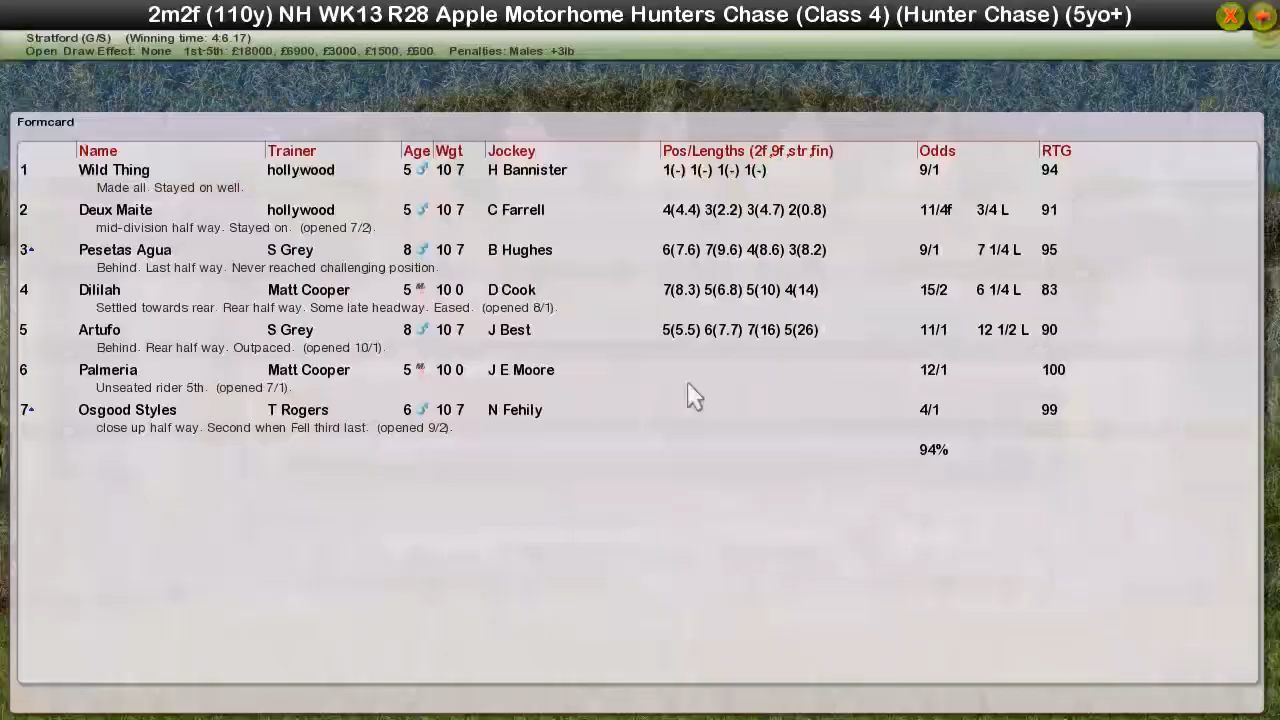 2m2f (110y) NH WK13 R28 Apple Motorhome Hunters Chase (Class 4) (Hunter Chase) (5yo+)
Stratford (G/S) (Winning time: 4:6.17)
Open Draw Effect: None 1st-5th: £18000, £6900, £3000, £1500, £600 Penalties: Males +3lb
Formcard
Name Trainer Age Wgt Jockey Pos/Lengths (2f,9f,str,fin) Odds RTG
1 Wild Thing hollywood 5 10 7 H Bannister 1(-) 1(-) 1(-) 1(-) 9/1 94
Made all. Stayed on well.
2 Deux Maite hollywood 5 10 7 C Farrell 4(4.4) 3(2.2) 3(4.7) 2(0.8) 11/4f 3/4 L 91
mid-division half way. Stayed on. (opened 7/2).
3 Pesetas Agua S Grey 8 10 7 B Hughes 6(7.6) 7(9.6) 4(8.6) 3(8.2) 9/1 7 1/4 L 95
Behind. Last half way. Never reached challenging position.
4 Dililah Matt Cooper 5 10 0 D Cook 7(8.3) 5(6.8) 5(10) 4(14) 15/2 6 1/4 L 83
Settled towards rear. Rear half way. Some late headway. Eased. (opened 8/1).
5 Artufo S Grey 8 10 7 J Best 5(5.5) 6(7.7) 7(16) 5(26) 11/1 12 1/2 L 90
Behind. Rear half way. Outpaced. (opened 10/1).
6 Palmeria Matt Cooper 5 10 0 J E Moore 12/1 100
Unseated rider 5th. (opened 7/1).
7 Osgood Styles T Rogers 6 10 7 N Fehily 4/1 99
close up half way. Second when Fell third last. (opened 9/2).
94%